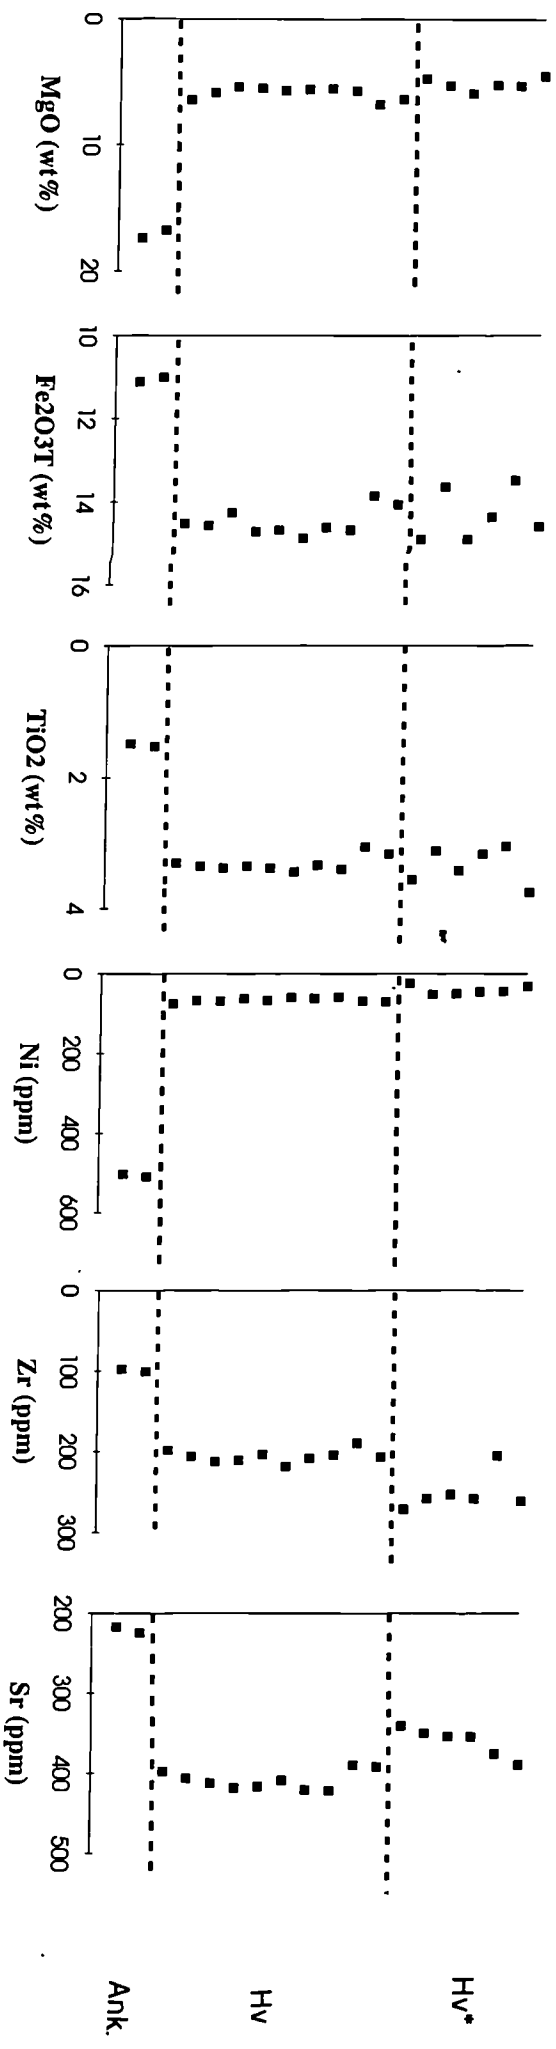 0 10 20
MgO (wt%)
10 12 14 16
Fe2O3T (wt%)
0 2 4
TiO2 (wt%)
0 200 400 600
Ni (ppm)
0 100 200 300
Zr (ppm)
200 300 400 500
Sr (ppm)
Hv*
Hv
Ank.